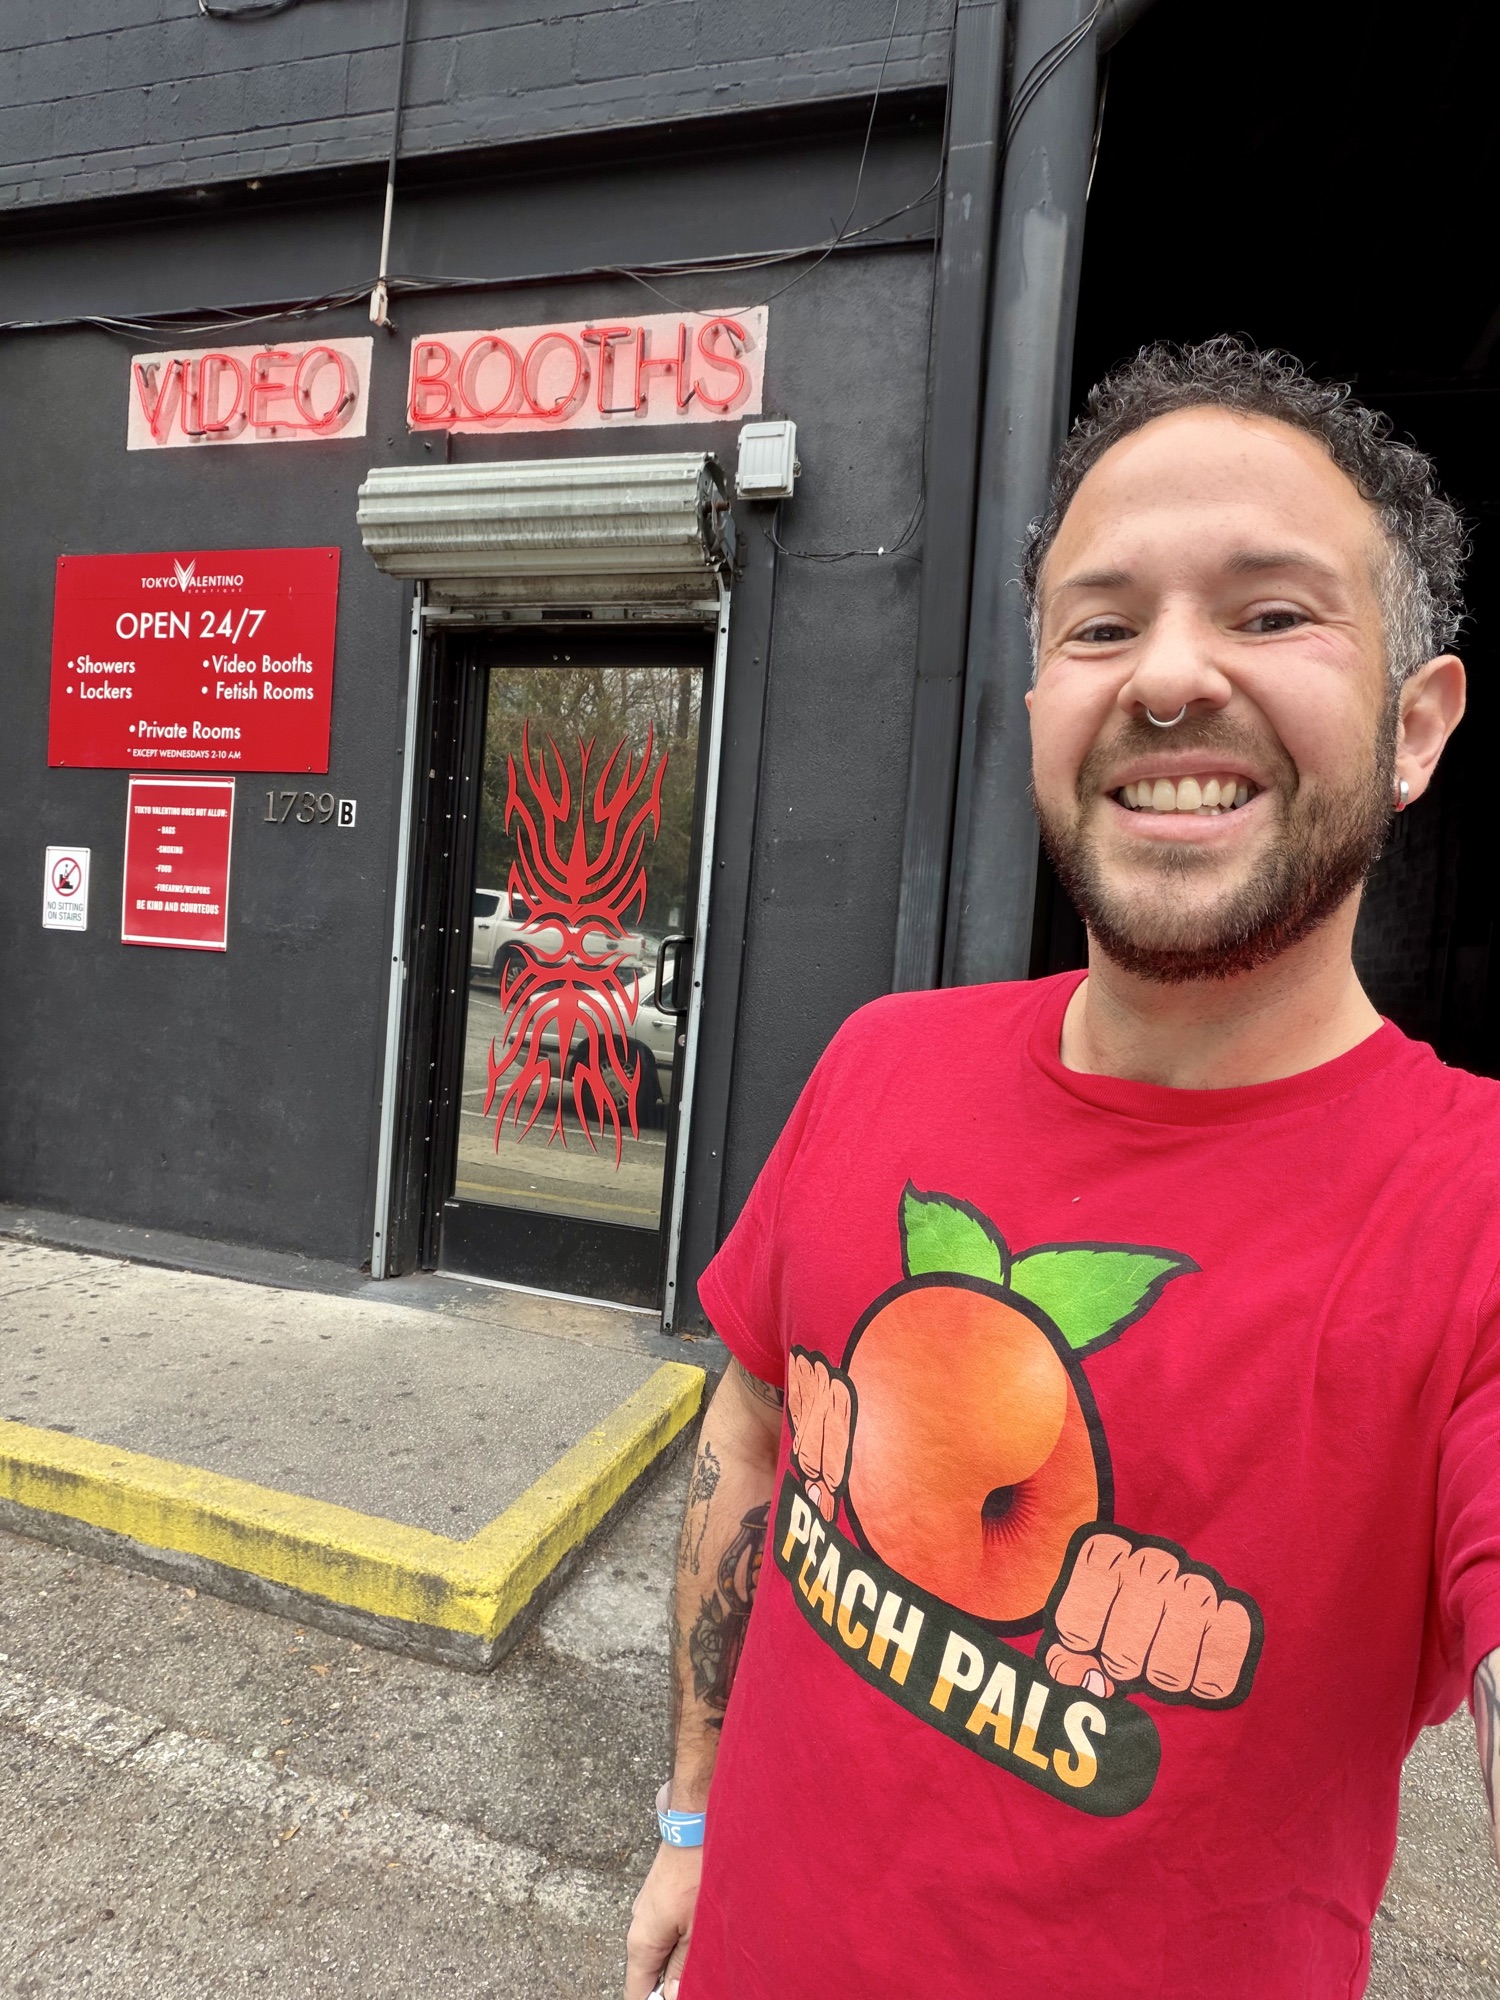 VIDEO BOOTHS
TOKYO VALENTINO
BOUTIQUE
OPEN 24/7
• Showers
• Video Booths
• Lockers
• Fetish Rooms
• Private Rooms
* EXCEPT WEDNESDAYS 2-10 AM
TOKYO VALENTINO DOES NOT ALLOW:
- BAGS
-SMOKING
-FOOD
-FIREARMS/WEAPONS
BE KIND AND COURTEOUS
1739B
NO SITTING
ON STAIRS
PEACH PALS